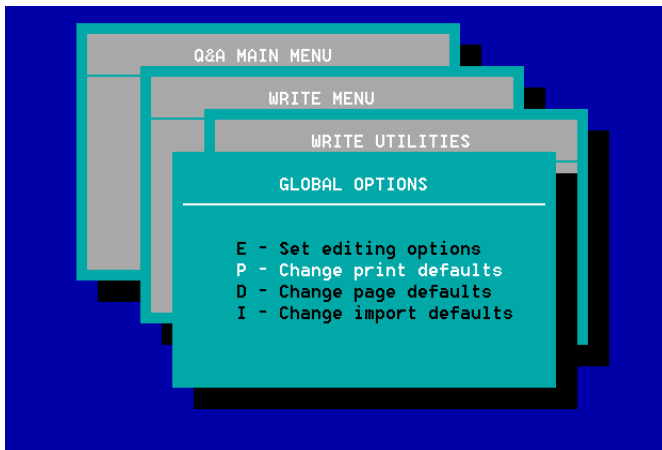 Q&A MAIN MENU
WRITE MENU
WRITE UTILITIES
GLOBAL OPTIONS
E - Set editing options
P - Change print defaults
D - Change page defaults
I - Change import defaults